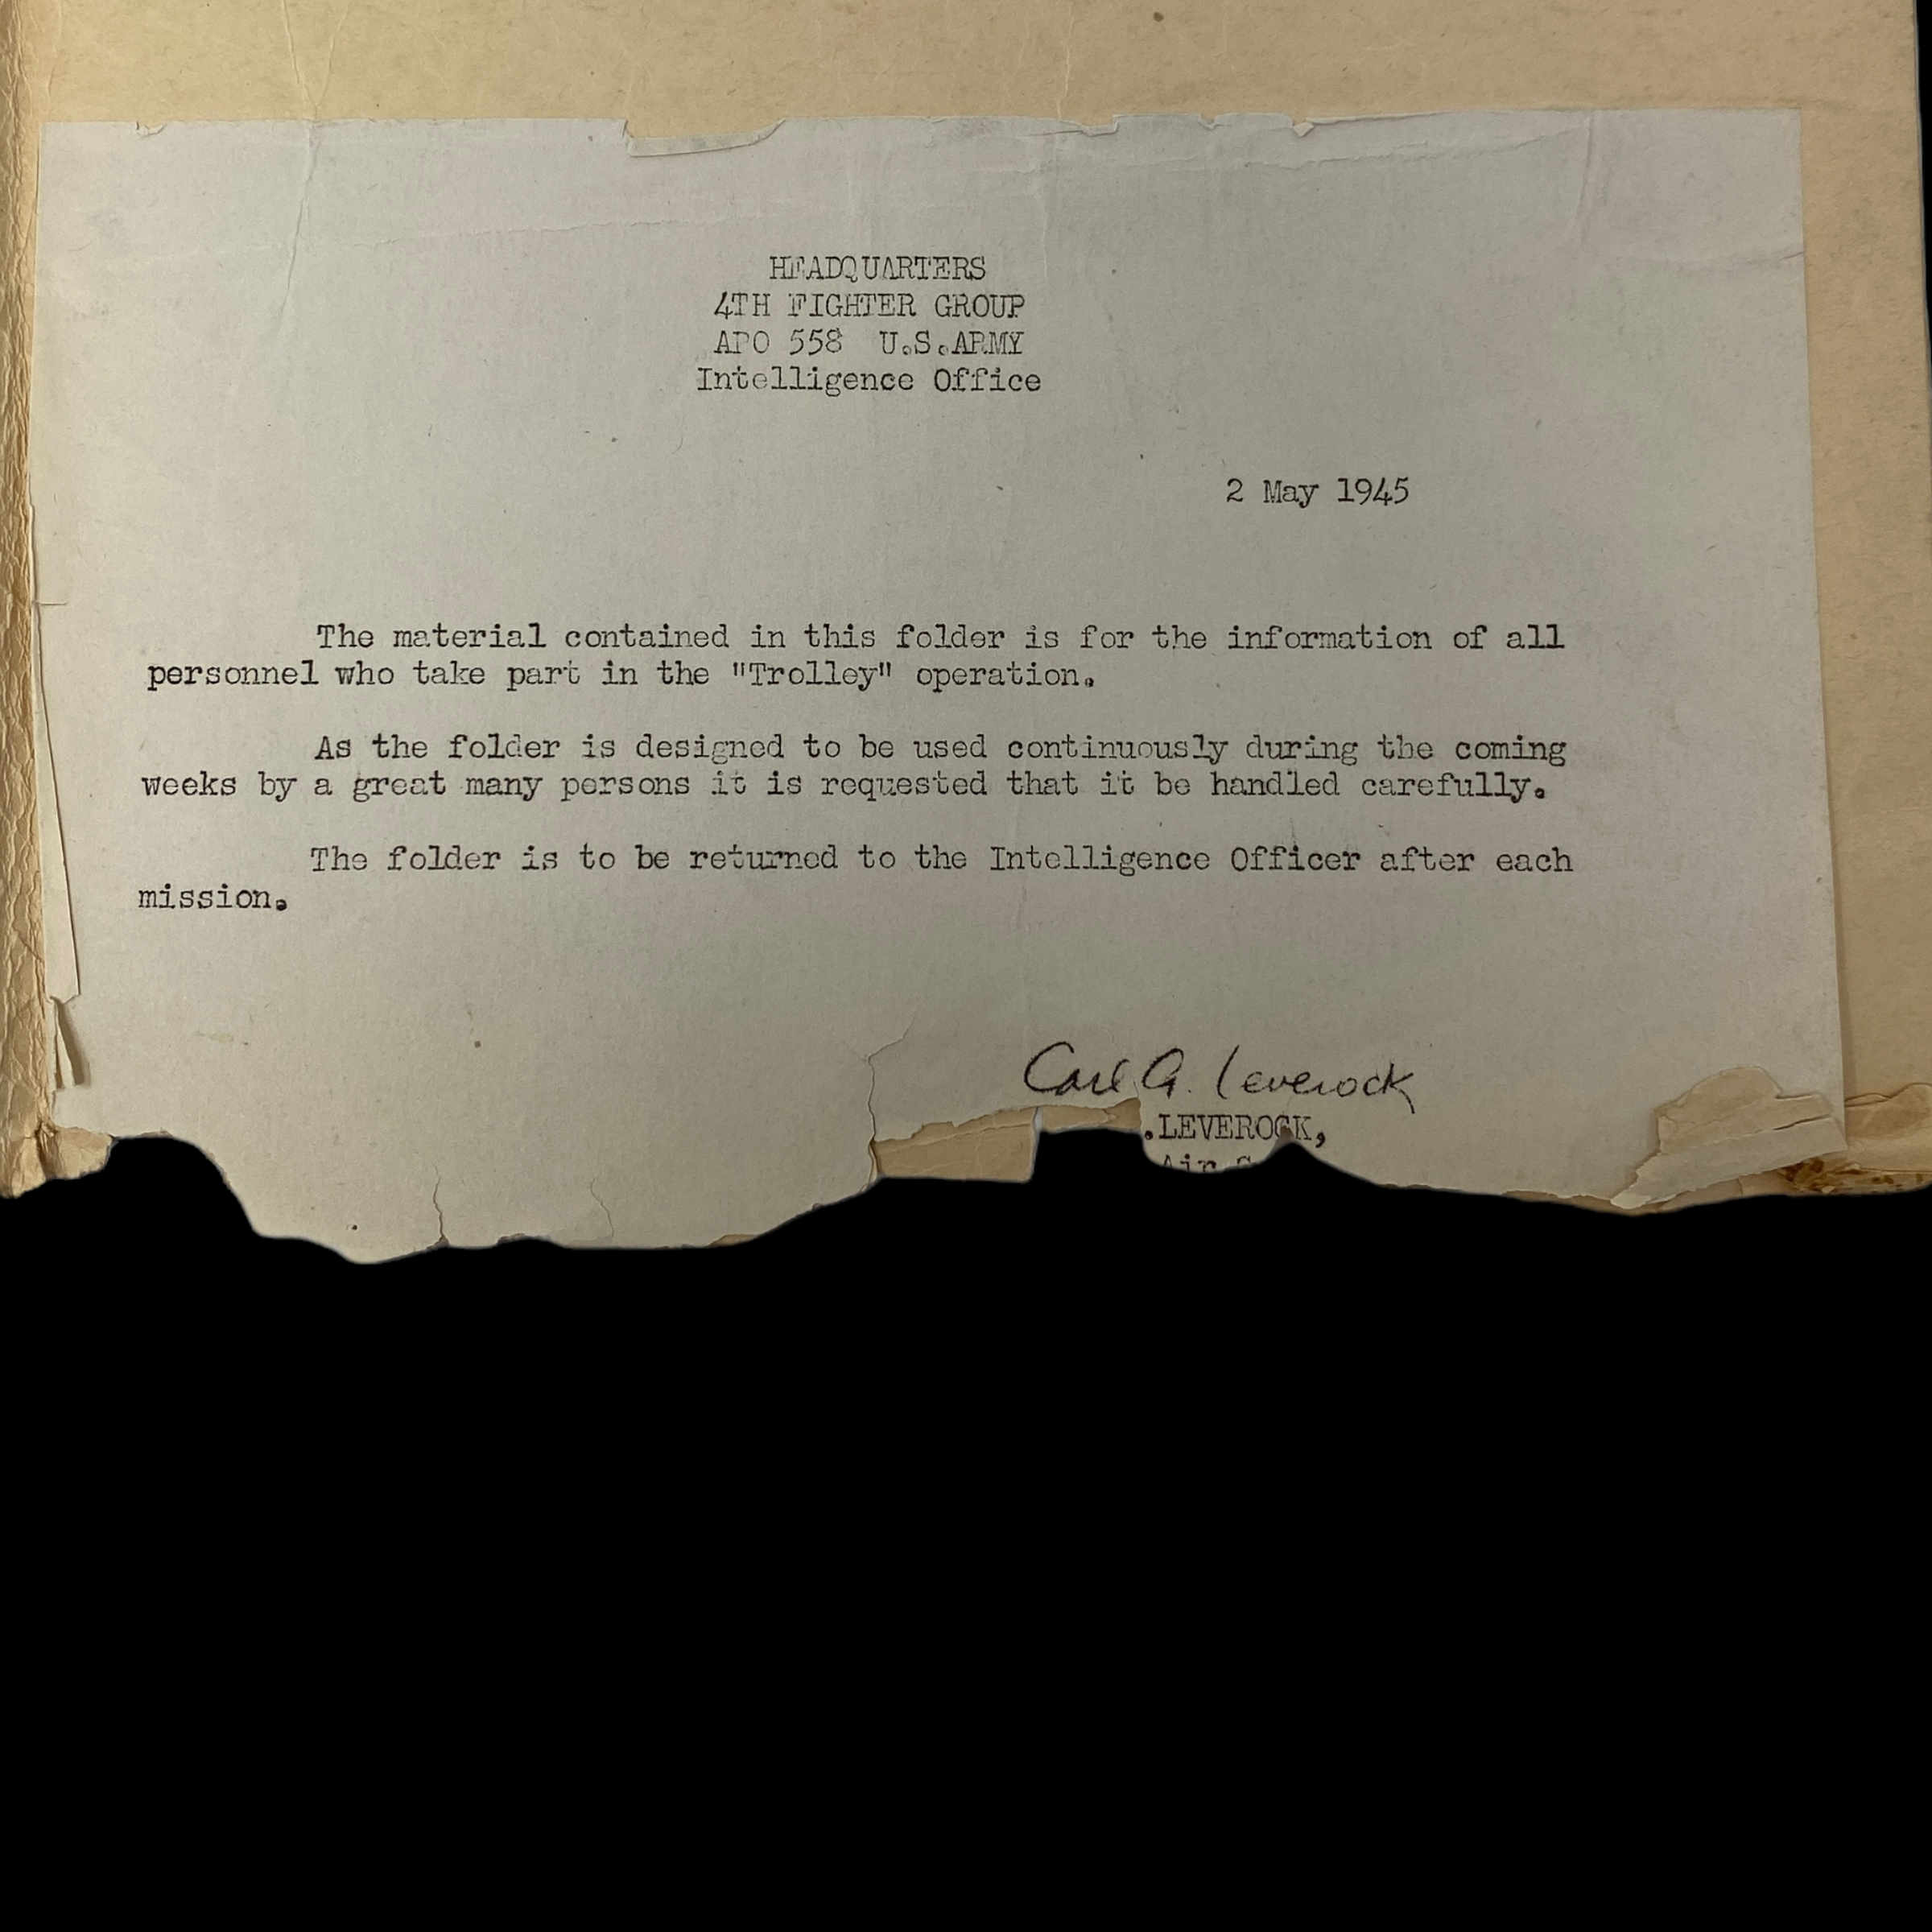 HEADQUARTERS
4TH FIGHTER GROUP
APO 558 U.S.ARMY
Intelligence Office
2 May 1945
The material contained in this folder is for the information of all
personnel who take part in the "Trolley" operation.
As the folder is designed to be used continuously during the coming
weeks by a great many persons it is requested that it be handled carefully.
The folder is to be returned to the Intelligence Officer after each
mission.
Carl G. Leverock
.LEVEROCK,
Air